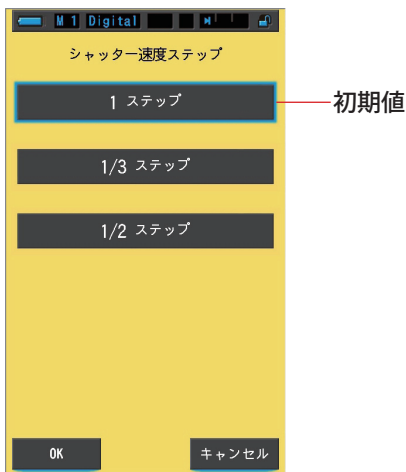 M 1 Digital
シャッター速度ステップ
1 ステップ
初期値
1/3 ステップ
1/2 ステップ
OK キャンセル